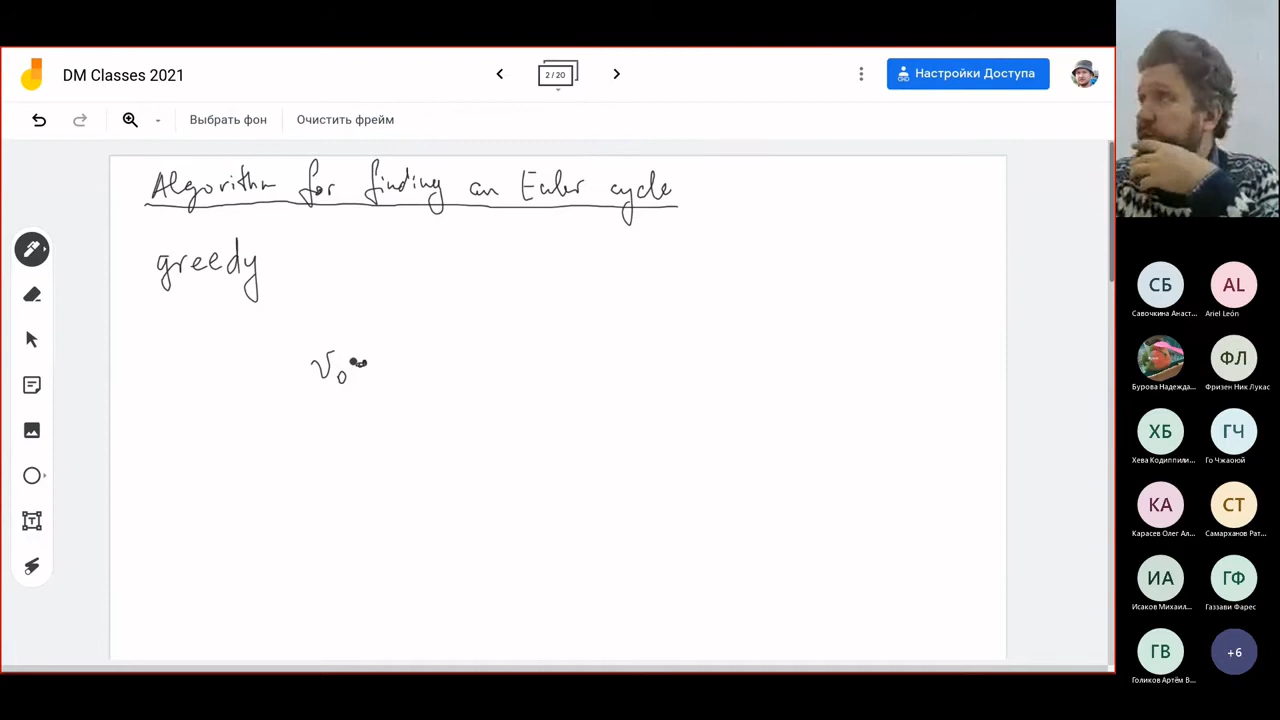 DM Classes 2021
2 / 20
Настройки Доступа
Выбрать фон
Очистить фрейм
Algorithm for finding an Euler cycle
greedy
v₀
СБ
AL
Савочкина Анаст...
Ariel León
ФЛ
Бурова Надежда...
Фризен Ник Лукас
ХБ
ГЧ
Хева Кодиппили...
Го Чжаоюй
КА
СТ
Карасев Олег Ал...
Самарханов Рат...
ИА
ГФ
Исаков Михаил...
Газзави Фарес
ГВ
+6
Голиков Артём В...